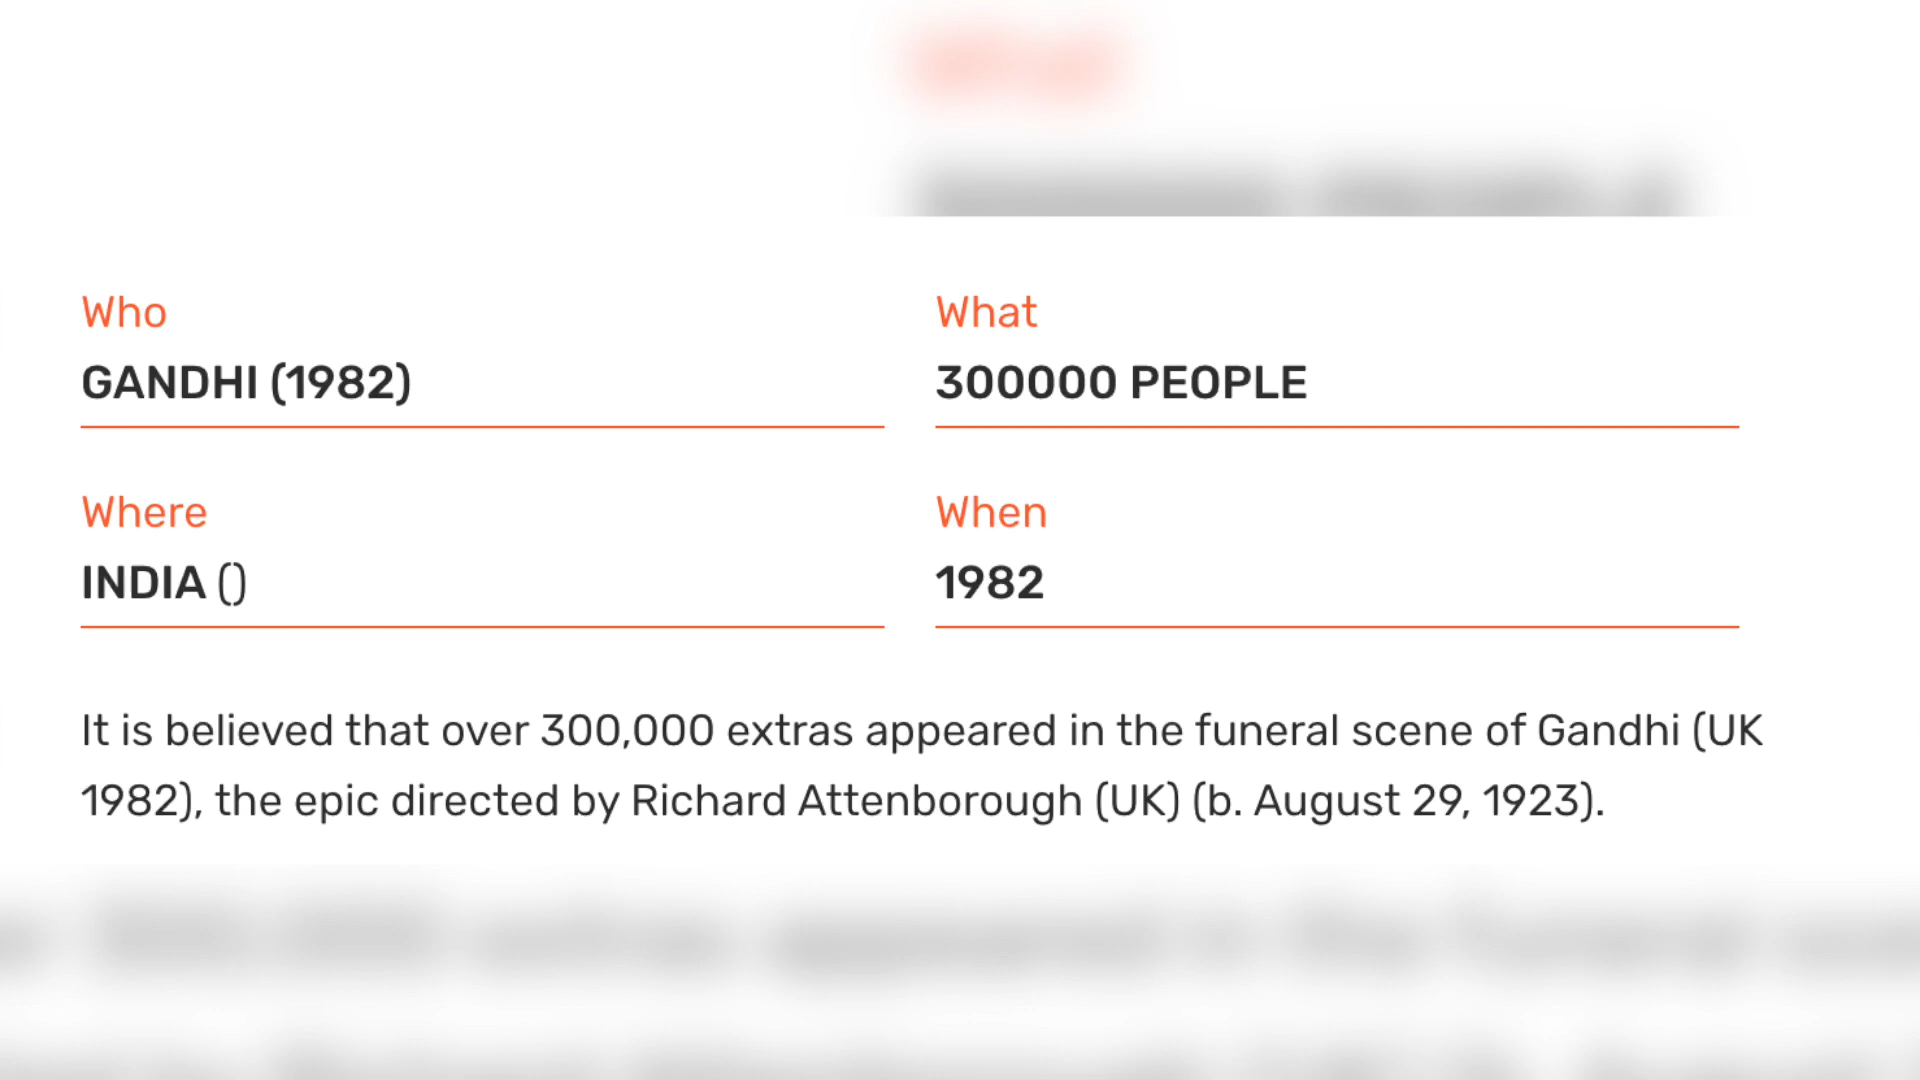 Who
GANDHI (1982)
What
300000 PEOPLE
Where
INDIA ()
When
1982
It is believed that over 300,000 extras appeared in the funeral scene of Gandhi (UK
1982), the epic directed by Richard Attenborough (UK) (b. August 29, 1923).